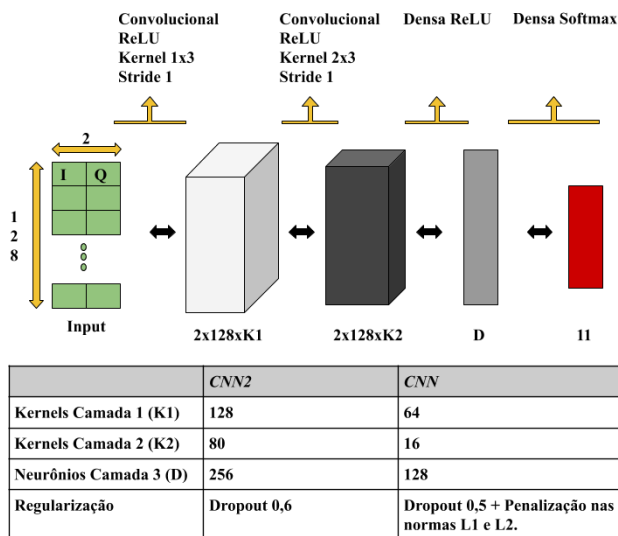 Convolucional
ReLU
Kernel 1x3
Stride 1
Convolucional
ReLU
Kernel 2x3
Stride 1
Densa ReLU
Densa Softmax
2
I Q
1
2
8
Input
2x128xK1
2x128xK2
D
11
CNN2 CNN
Kernels Camada 1 (K1) 128 64
Kernels Camada 2 (K2) 80 16
Neurônios Camada 3 (D) 256 128
Regularização Dropout 0,6 Dropout 0,5 + Penalização nas
normas L1 e L2.